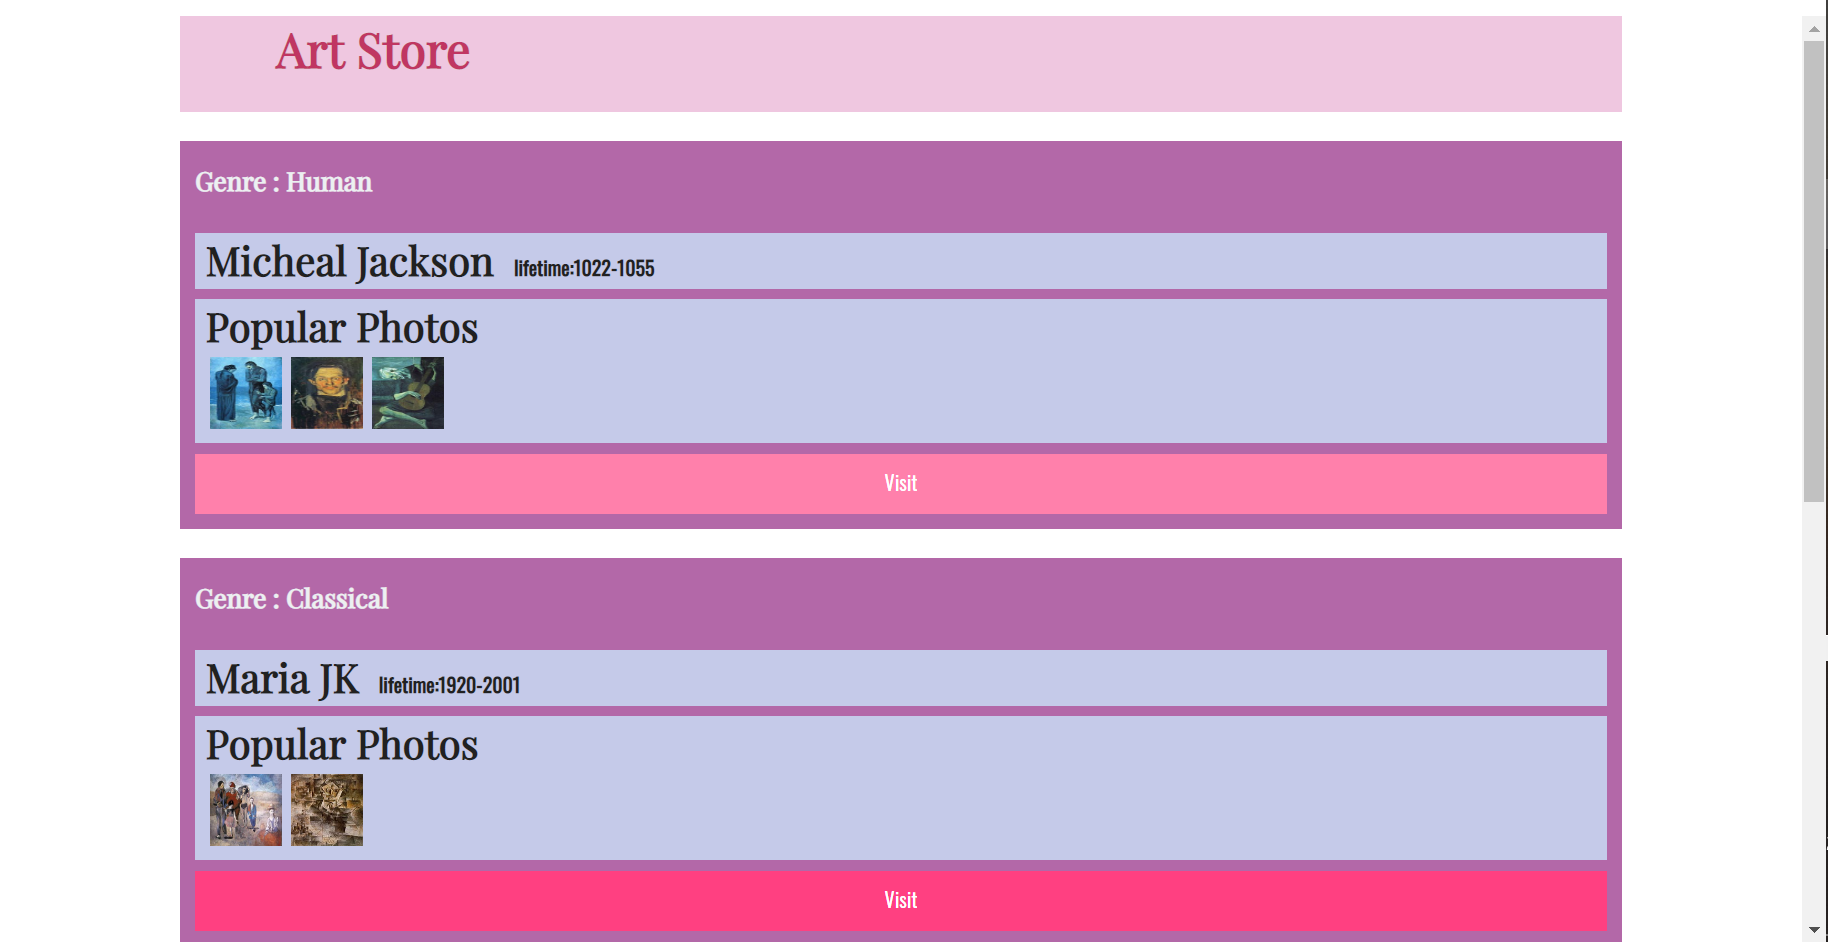 Art Store
Genre : Human
Micheal Jackson lifetime:1022-1055
Popular Photos
Visit
Genre : Classical
Maria JK lifetime:1920-2001
Popular Photos
Visit